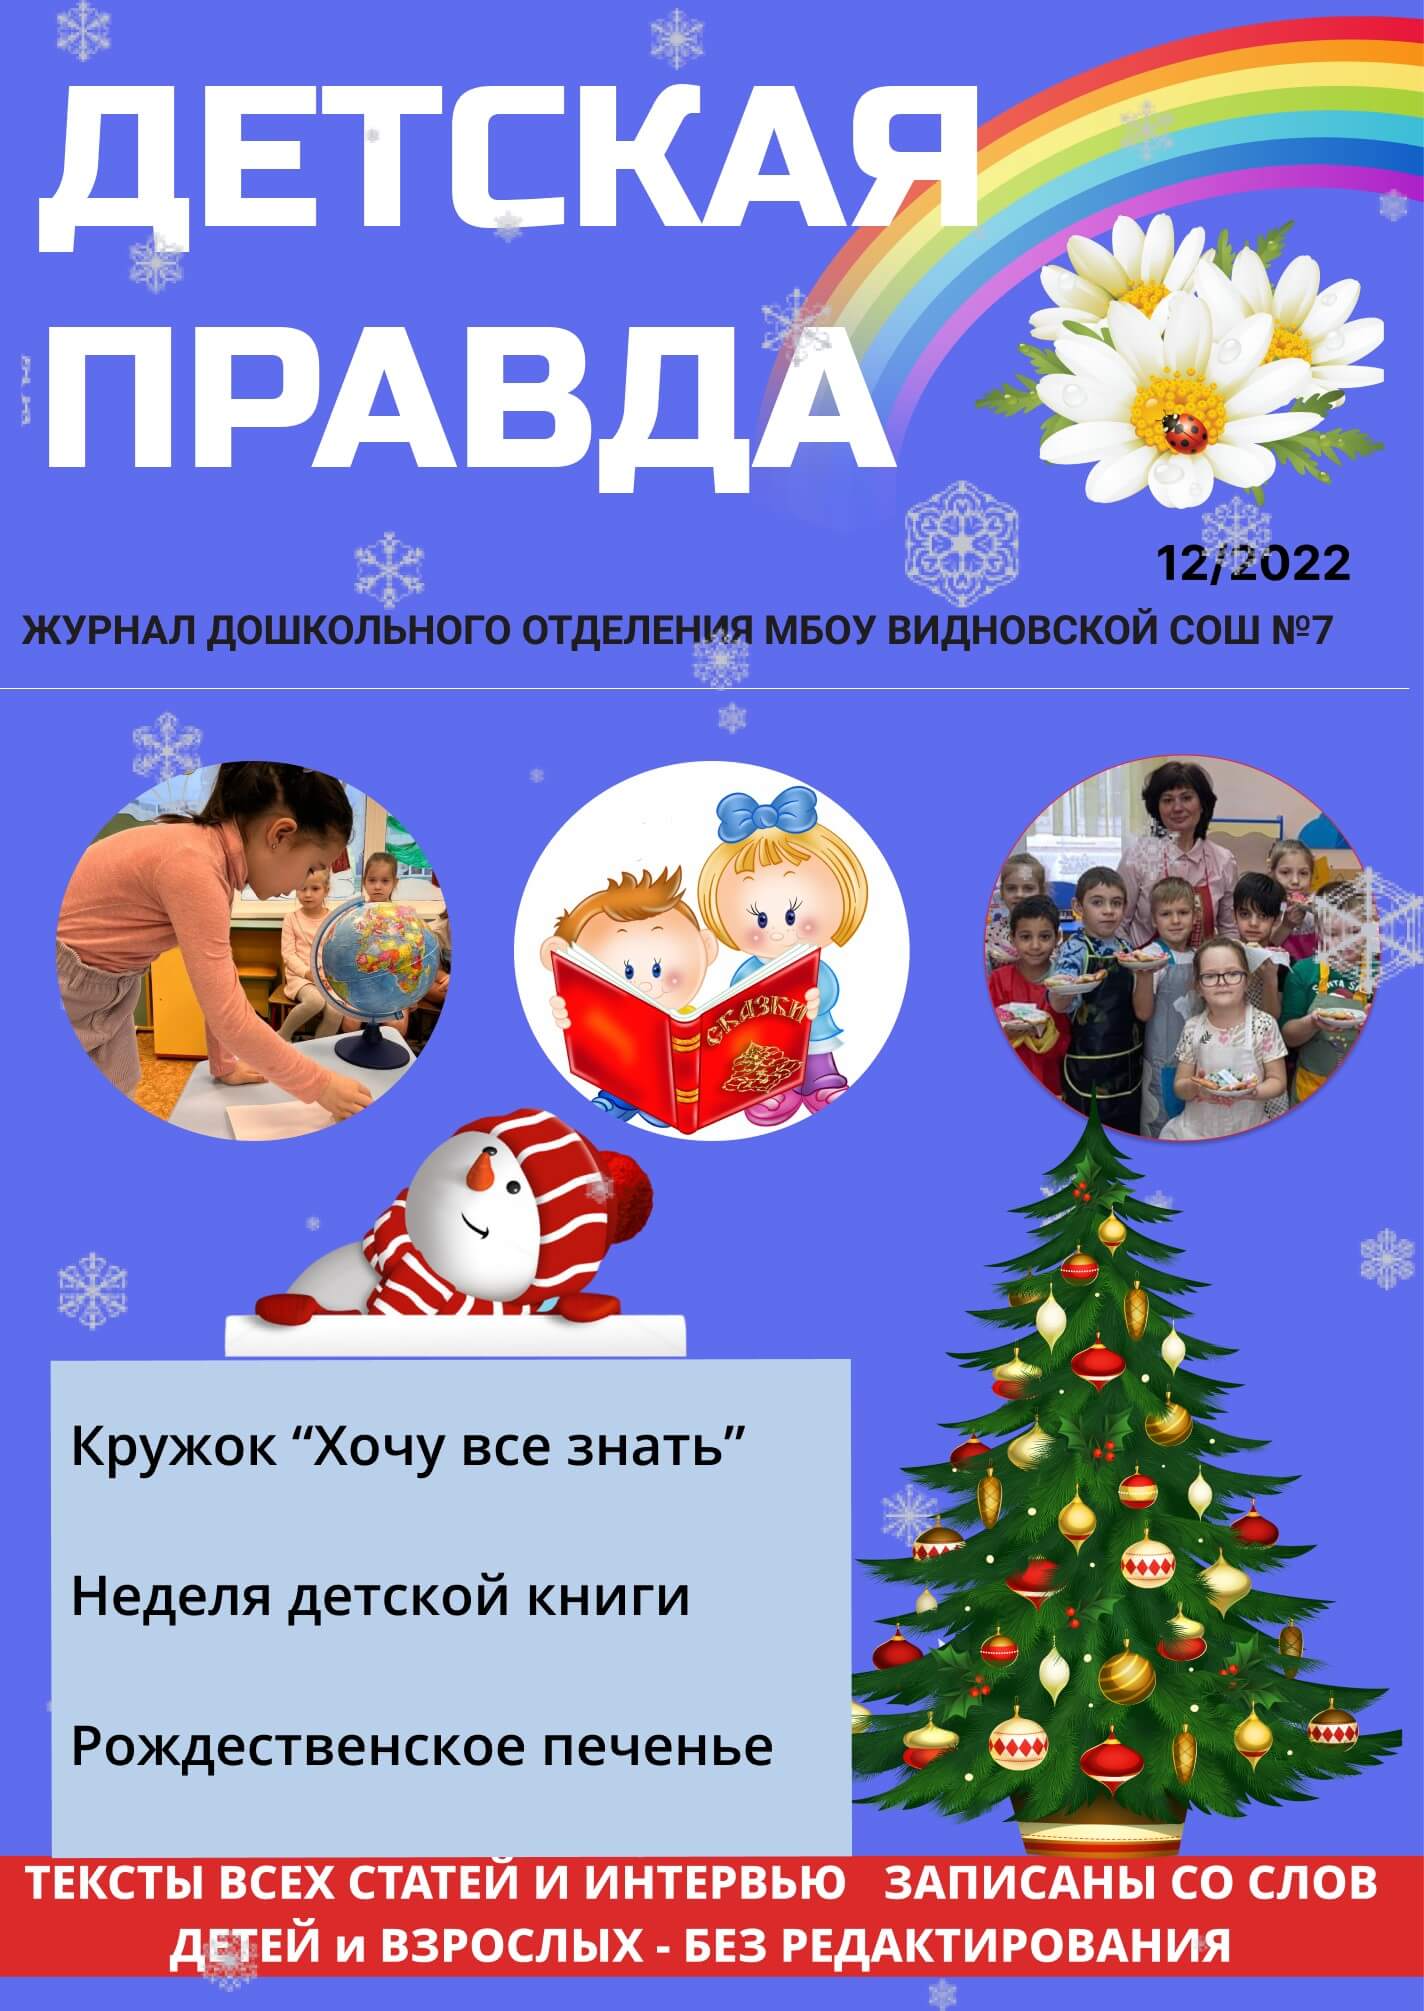 ДЕТСКАЯ
ПРАВДА
12/2022
ЖУРНАЛ ДОШКОЛЬНОГО ОТДЕЛЕНИЯ МБОУ ВИДНОВСКОЙ СОШ №7
СКАЗКИ
Кружок “Хочу все знать”
Неделя детской книги
Рождественское печенье
ТЕКСТЫ ВСЕХ СТАТЕЙ И ИНТЕРВЬЮ ЗАПИСАНЫ СО СЛОВ
ДЕТЕЙ и ВЗРОСЛЫХ - БЕЗ РЕДАКТИРОВАНИЯ